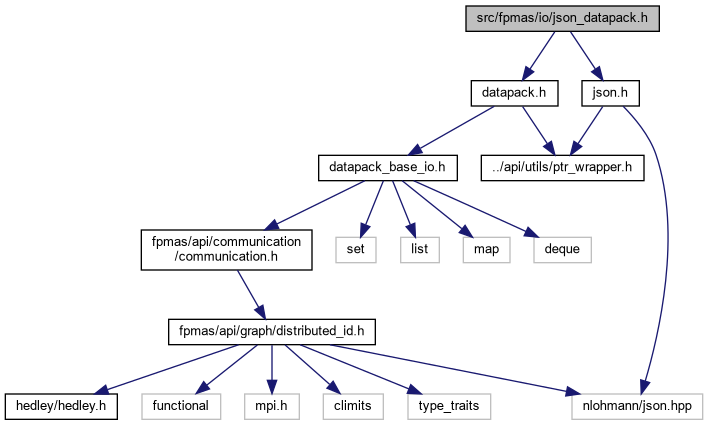 src/fpmas/io/json_datapack.h
datapack.h
json.h
datapack_base_io.h
../api/utils/ptr_wrapper.h
fpmas/api/communication
/communication.h
set
list
map
deque
fpmas/api/graph/distributed_id.h
hedley/hedley.h
functional
mpi.h
climits
type_traits
nlohmann/json.hpp